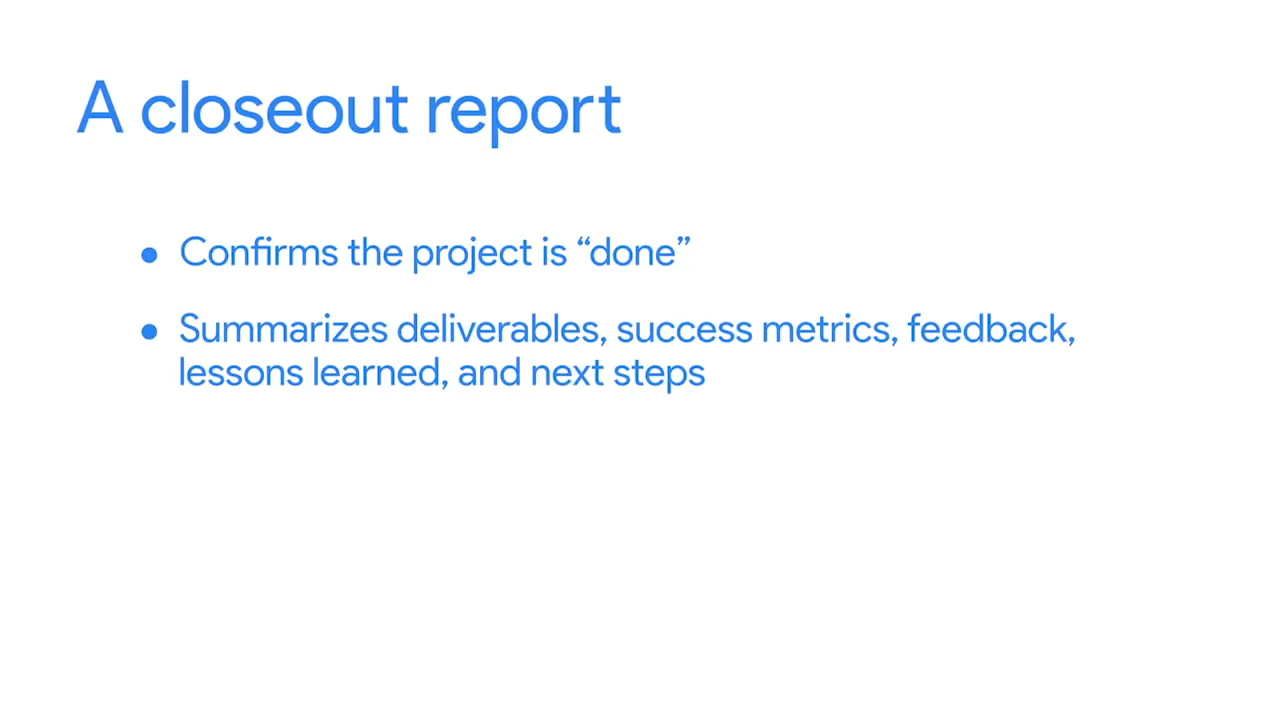 A closeout report
• Confirms the project is “done”
• Summarizes deliverables, success metrics, feedback,
lessons learned, and next steps